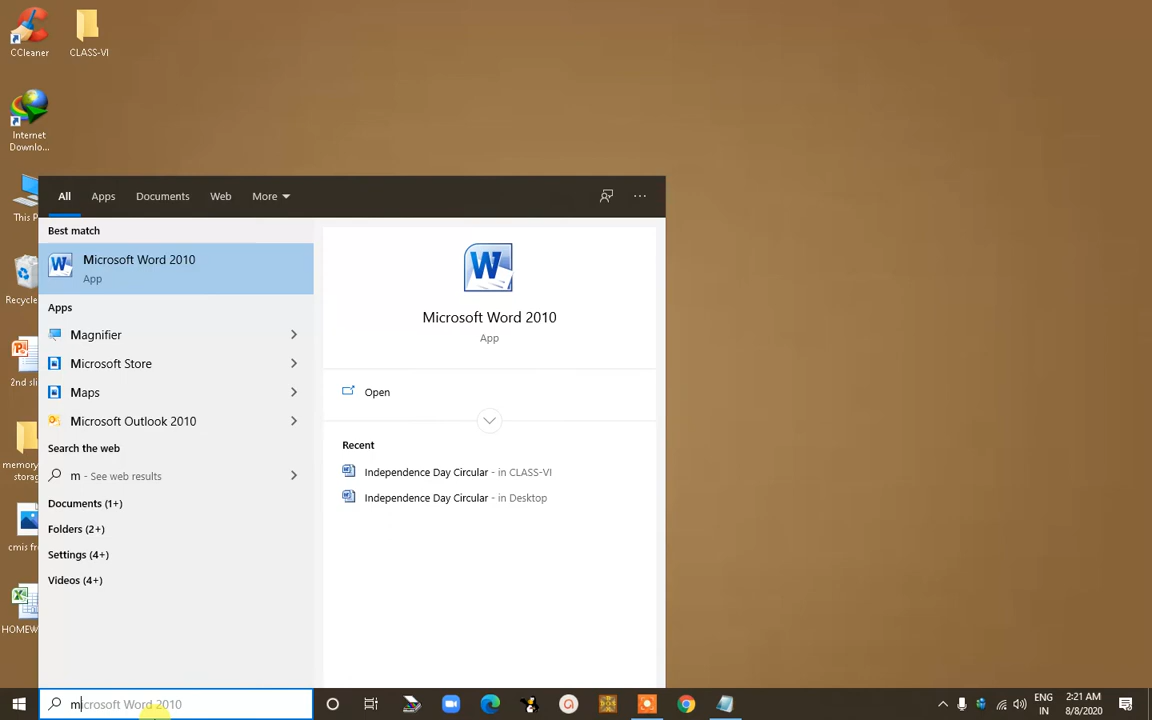 CCleaner
CLASS-VI
Internet
Downlo...
This P
Recycle
2nd sli
memory
storag
cmis fr
HOMEW
All Apps Documents Web More
Best match
Microsoft Word 2010
App
Apps
Magnifier
Microsoft Store
Maps
Microsoft Outlook 2010
Search the web
m - See web results
Documents (1+)
Folders (2+)
Settings (4+)
Videos (4+)
Microsoft Word 2010
App
Open
Recent
Independence Day Circular - in CLASS-VI
Independence Day Circular - in Desktop
microsoft Word 2010
ENG
IN
2:21 AM
8/8/2020